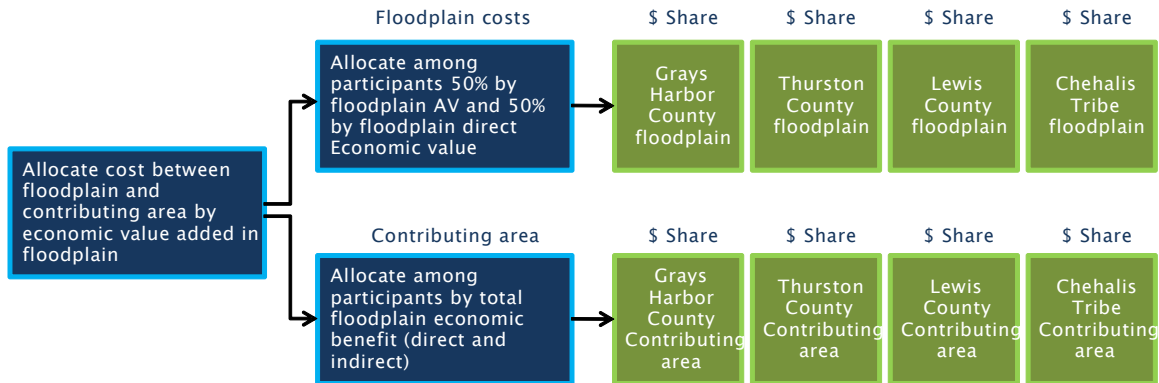 Floodplain costs
$ Share
$ Share
$ Share
$ Share
Allocate among
participants 50% by
floodplain AV and 50%
by floodplain direct
Economic value
Grays
Harbor
County
floodplain
Thurston
County
floodplain
Lewis
County
floodplain
Chehalis
Tribe
floodplain
Allocate cost between
floodplain and
contributing area by
economic value added in
floodplain
Contributing area
$ Share
$ Share
$ Share
$ Share
Allocate among
participants by total
floodplain economic
benefit (direct and
indirect)
Grays
Harbor
County
Contributing
area
Thurston
County
Contributing
area
Lewis
County
Contributing
area
Chehalis
Tribe
Contributing
area